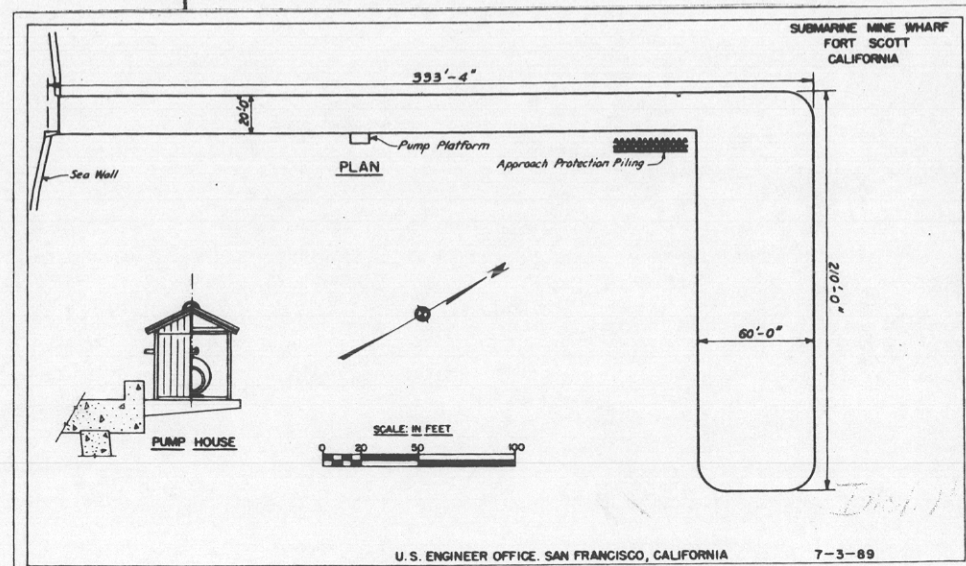 SUBMARINE MINE WHARF
FORT SCOTT
CALIFORNIA
393'-4"
20'-0"
Pump Platform
PLAN
Approach Protection Piling
Sea Wall
N
210'-0"
60'-0"
PUMP HOUSE
SCALE: IN FEET
0 20 50 100
U.S. ENGINEER OFFICE. SAN FRANCISCO, CALIFORNIA 7-3-89